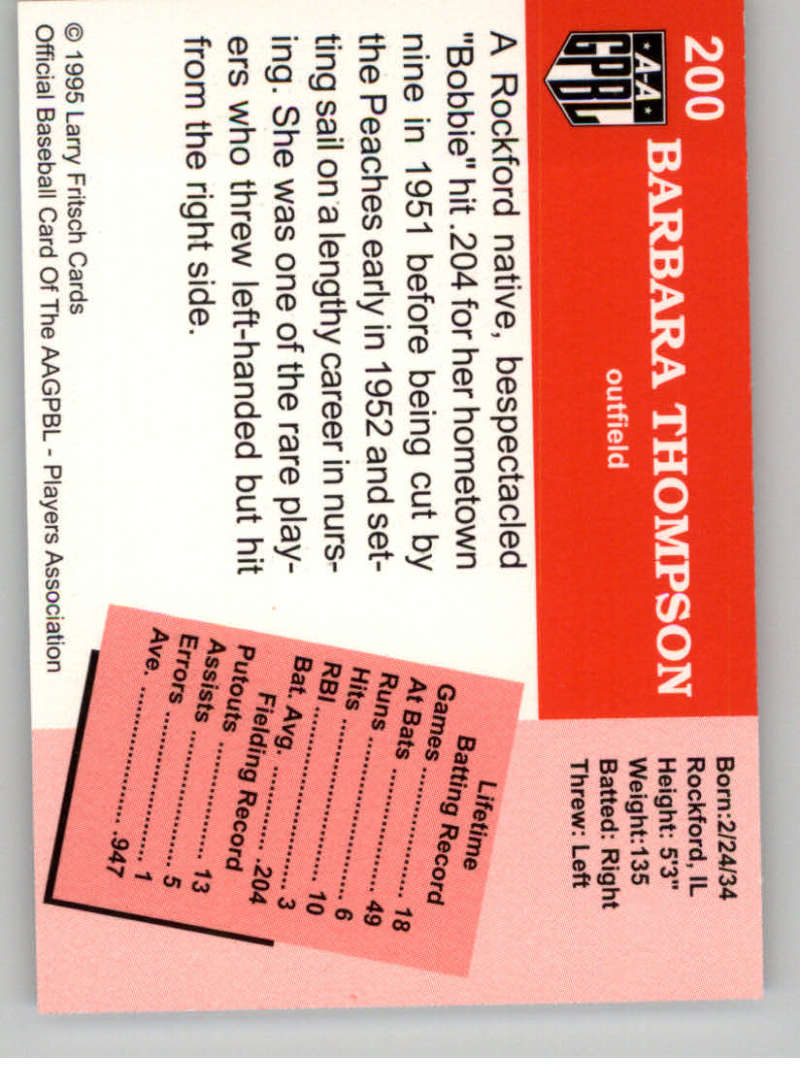 200
BARBARA THOMPSON
A-A
GPBL
outfield
Born:2/24/34
Rockford, IL
Height: 5'3"
Weight:135
Batted: Right
Threw: Left
A Rockford native, bespectacled
"Bobbie" hit .204 for her hometown
nine in 1951 before being cut by
the Peaches early in 1952 and set-
ting sail on a lengthy career in nurs-
ing. She was one of the rare play-
ers who threw left-handed but hit
from the right side.
Lifetime
Batting Record
Games ........................ 18
At Bats ........................ 49
Runs ............................. 6
Hits ............................. 10
RBI ............................... 3
Bat. Avg. ................. .204
Fielding Record
Putouts ...................... 13
Assists ......................... 5
Errors ........................... 1
Ave. ......................... .947
© 1995 Larry Fritsch Cards
Official Baseball Card Of The AAGPBL - Players Association